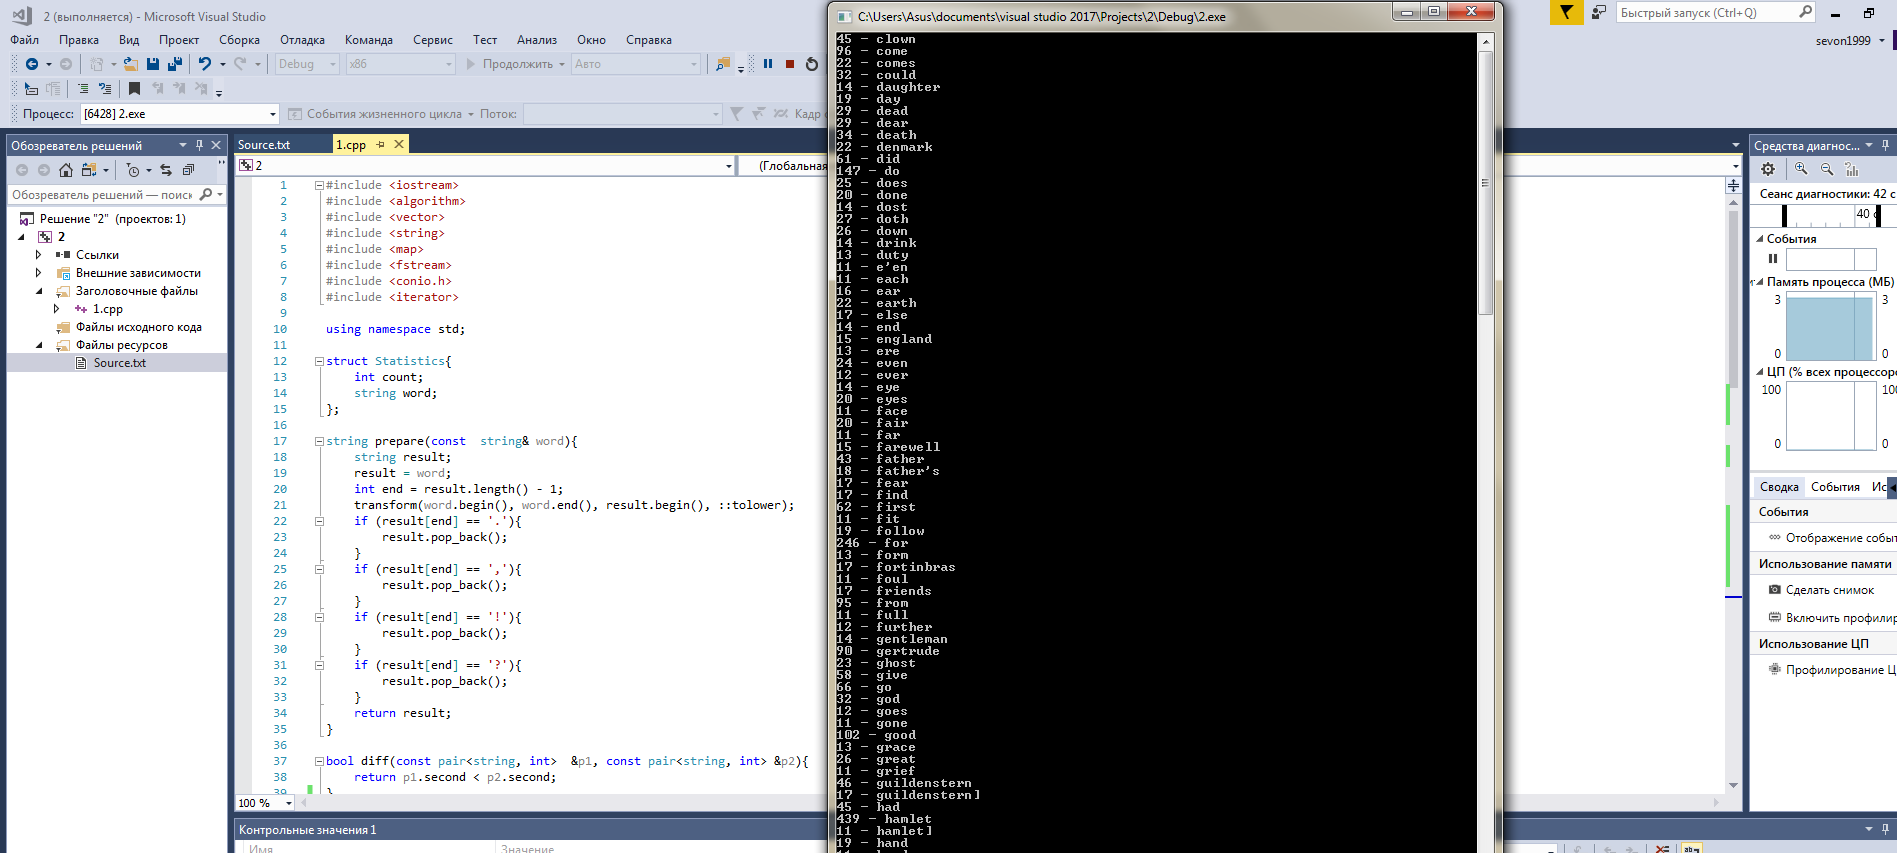 2 (выполняется) - Microsoft Visual Studio
Быстрый запуск (Ctrl+Q)
Файл Правка Вид Проект Сборка Отладка Команда Сервис Тест Анализ Окно Справка
sevon1999
Debug x86 Продолжить Авто
Процесс: [6428] 2.exe События жизненного цикла Поток: Кадр с
Обозреватель решений
Обозреватель решений — поиск
Решение "2" (проектов: 1)
2
Ссылки
Внешние зависимости
Заголовочные файлы
1.cpp
Файлы исходного кода
Файлы ресурсов
Source.txt
Source.txt 1.cpp
2 (Глобальная
1 #include <iostream>
2 #include <algorithm>
3 #include <vector>
4 #include <string>
5 #include <map>
6 #include <fstream>
7 #include <conio.h>
8 #include <iterator>
9
10 using namespace std;
11
12 struct Statistics{
13 int count;
14 string word;
15 };
16
17 string prepare(const  string& word){
18 string result;
19 result = word;
20 int end = result.length() - 1;
21 transform(word.begin(), word.end(), result.begin(), ::tolower);
22 if (result[end] == '.'){
23 result.pop_back();
24 }
25 if (result[end] == ','){
26 result.pop_back();
27 }
28 if (result[end] == '!'){
29 result.pop_back();
30 }
31 if (result[end] == '?'){
32 result.pop_back();
33 }
34 return result;
35 }
36
37 bool diff(const pair<string, int>  &p1, const pair<string, int> &p2){
38 return p1.second < p2.second;
39 }
100 %
Контрольные значения 1
Имя Значение
C:\Users\Asus\documents\visual studio 2017\Projects\2\Debug\2.exe
45 - clown
96 - come
22 - comes
32 - could
14 - daughter
19 - day
29 - dead
29 - dear
34 - death
22 - denmark
61 - did
147 - do
25 - does
20 - done
14 - dost
27 - doth
26 - down
14 - drink
13 - duty
11 - e'en
11 - each
16 - ear
22 - earth
17 - else
14 - end
15 - england
13 - ere
24 - even
12 - ever
14 - eye
20 - eyes
11 - face
20 - fair
11 - far
15 - farewell
43 - father
18 - father's
17 - fear
17 - find
62 - first
11 - fit
19 - follow
246 - for
13 - form
17 - fortinbras
11 - foul
17 - friends
95 - from
11 - full
12 - further
14 - gentleman
90 - gertrude
23 - ghost
58 - give
66 - go
32 - god
12 - goes
11 - gone
102 - good
13 - grace
26 - great
11 - grief
46 - guildenstern
17 - guildenstern]
45 - had
439 - hamlet
11 - hamlet]
19 - hand
Средства диагнос...
Сеанс диагностики: 42 с
40 с
События
Память процесса (МБ)
3 3
0 0
ЦП (% всех процессоро
100 100
0 0
Сводка События Ис
События
Отображение событ
Использование памяти
Сделать снимок
Включить профилир
Использование ЦП
Профилирование Ц